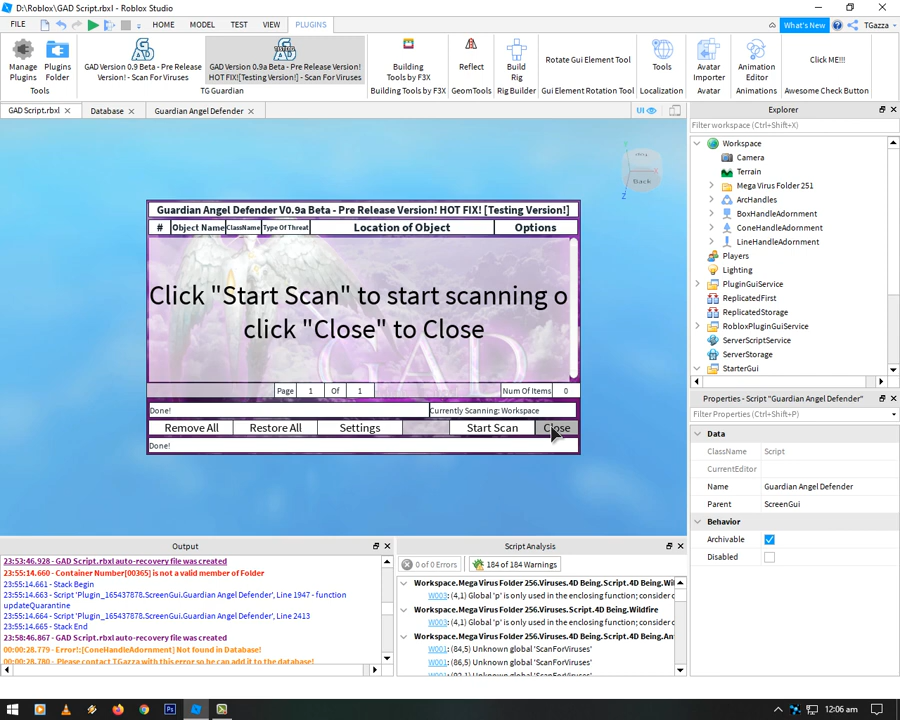 D:\Roblox\GAD Script.rbxl - Roblox Studio
FILE HOME MODEL TEST VIEW PLUGINS What's New TGazza
Manage Plugins
Plugins Folder
Tools
GAD Version 0.9 Beta - Pre Release Version! - Scan For Viruses
GAD Version 0.9a Beta - Pre Release Version! HOT FIX![Testing Version!] - Scan For Viruses
TG Guardian
Building Tools by F3X
Building Tools by F3X
Reflect
GeomTools
Build Rig
Rig Builder
Rotate Gui Element Tool
Gui Element Rotation Tool
Tools
Localization
Avatar Importer
Avatar
Animation Editor
Animations
Click ME!!!
Awesome Check Button
GAD Script.rbxl Database Guardian Angel Defender UI
Back
Guardian Angel Defender V0.9a Beta - Pre Release Version! HOT FIX! [Testing Version!]
# Object Name ClassName Type Of Threat Location of Object Options
Click "Start Scan" to start scanning o
click "Close" to Close
GAD
Page 1 Of 1 Num Of Items 0
Done! Currently Scanning: Workspace
Remove All Restore All Settings Start Scan Close
Done!
Explorer
Filter workspace (Ctrl+Shift+X)
Workspace
Camera
Terrain
Mega Virus Folder 251
ArcHandles
BoxHandleAdornment
ConeHandleAdornment
LineHandleAdornment
Players
Lighting
PluginGuiService
ReplicatedFirst
ReplicatedStorage
RobloxPluginGuiService
ServerScriptService
ServerStorage
StarterGui
Properties - Script "Guardian Angel Defender"
Filter Properties (Ctrl+Shift+P)
Data
ClassName Script
CurrentEditor
Name Guardian Angel Defender
Parent ScreenGui
Behavior
Archivable
Disabled
Output
23:53:46.928 - GAD Script.rbxl auto-recovery file was created
23:55:14.660 - Container Number[00365] is not a valid member of Folder
23:55:14.661 - Stack Begin
23:55:14.663 - Script 'Plugin_165437878.ScreenGui.Guardian Angel Defender', Line 1947 - function
updateQuarantine
23:55:14.664 - Script 'Plugin_165437878.ScreenGui.Guardian Angel Defender', Line 2413
23:55:14.665 - Stack End
23:58:46.867 - GAD Script.rbxl auto-recovery file was created
00:00:28.779 - Error!:[ConeHandleAdornment] Not found in Database!
00:00:28.780 - Please contact TGazza with this error so he can add it to the database!
Script Analysis
0 of 0 Errors 184 of 184 Warnings
Workspace.Mega Virus Folder 256.Viruses.4D Being.Script.4D Being.Wil
W003: (4,1) Global 'p' is only used in the enclosing function; consider c
Workspace.Mega Virus Folder 256.Viruses.Script.4D Being.Wildfire
W003: (4,1) Global 'p' is only used in the enclosing function; consider c
Workspace.Mega Virus Folder 256.Viruses.4D Being.Script.4D Being.An
W001: (84,5) Unknown global 'ScanForViruses'
W001: (86,5) Unknown global 'ScanForViruses'
12:06 am